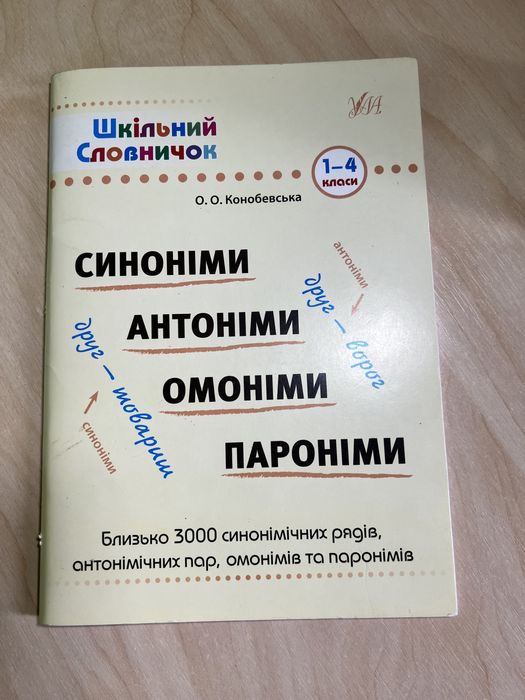 УЛА
Шкільний
Словничок
1–4
класи
О. О. Конобевська
СИНОНІМИ
АНТОНІМИ
ОМОНІМИ
ПАРОНІМИ
антоніми
друг – ворог
друг – товариш
синоніми
Близько 3000 синонімічних рядів,
антонімічних пар, омонімів та паронімів